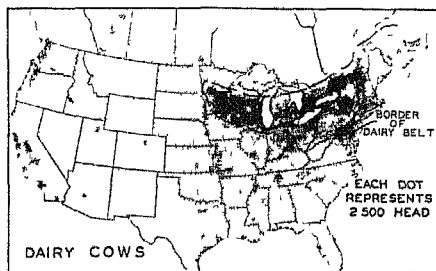 BORDER
OF
DAIRY BELT
EACH DOT
REPRESENTS
2 500 HEAD
DAIRY COWS